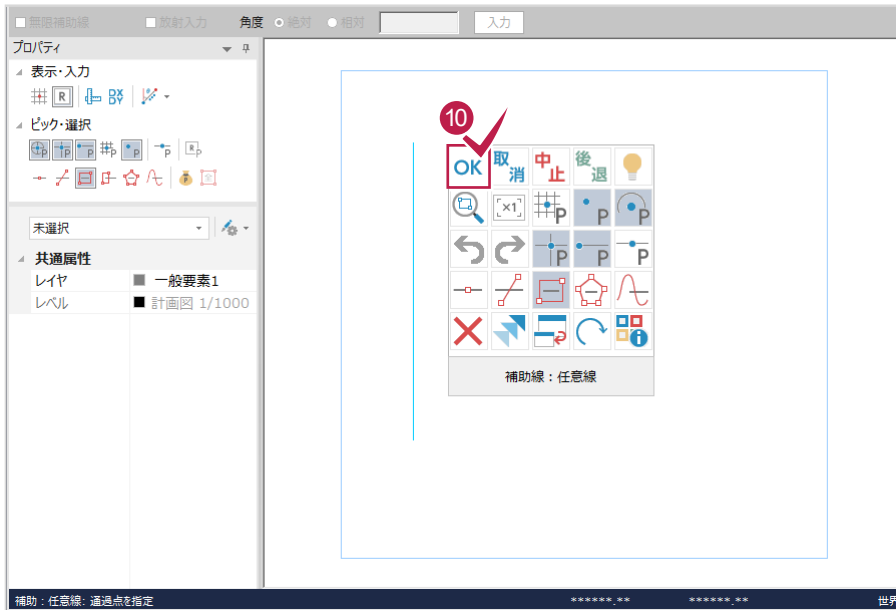 無限補助線 放射入力 角度 絶対 相対 入力
プロパティ
表示・入力
R DX DY
ピック・選択
P P P P P P R P
P
未選択
共通属性
レイヤ 一般要素1
レベル 計画図 1/1000
10
OK 取消 中止 後退
[×1] P P P
P P P
補助線：任意線
補助：任意線: 通過点を指定 ******.** ******.** 世界